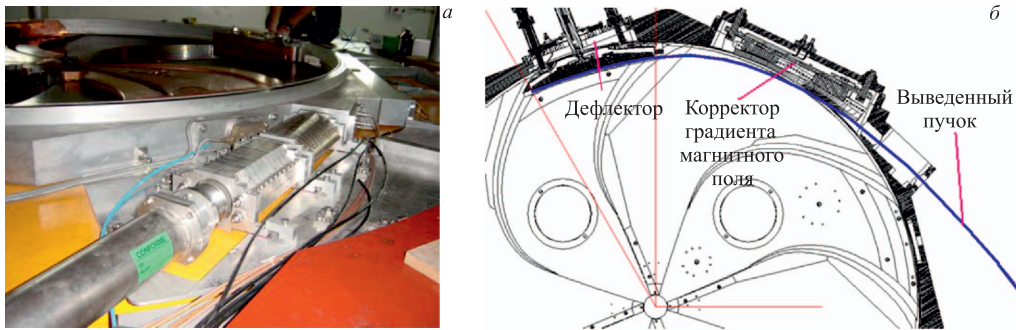 а
б
Дефлектор
Корректор
градиента
магнитного
поля
Выведенный
пучок
CONFORME